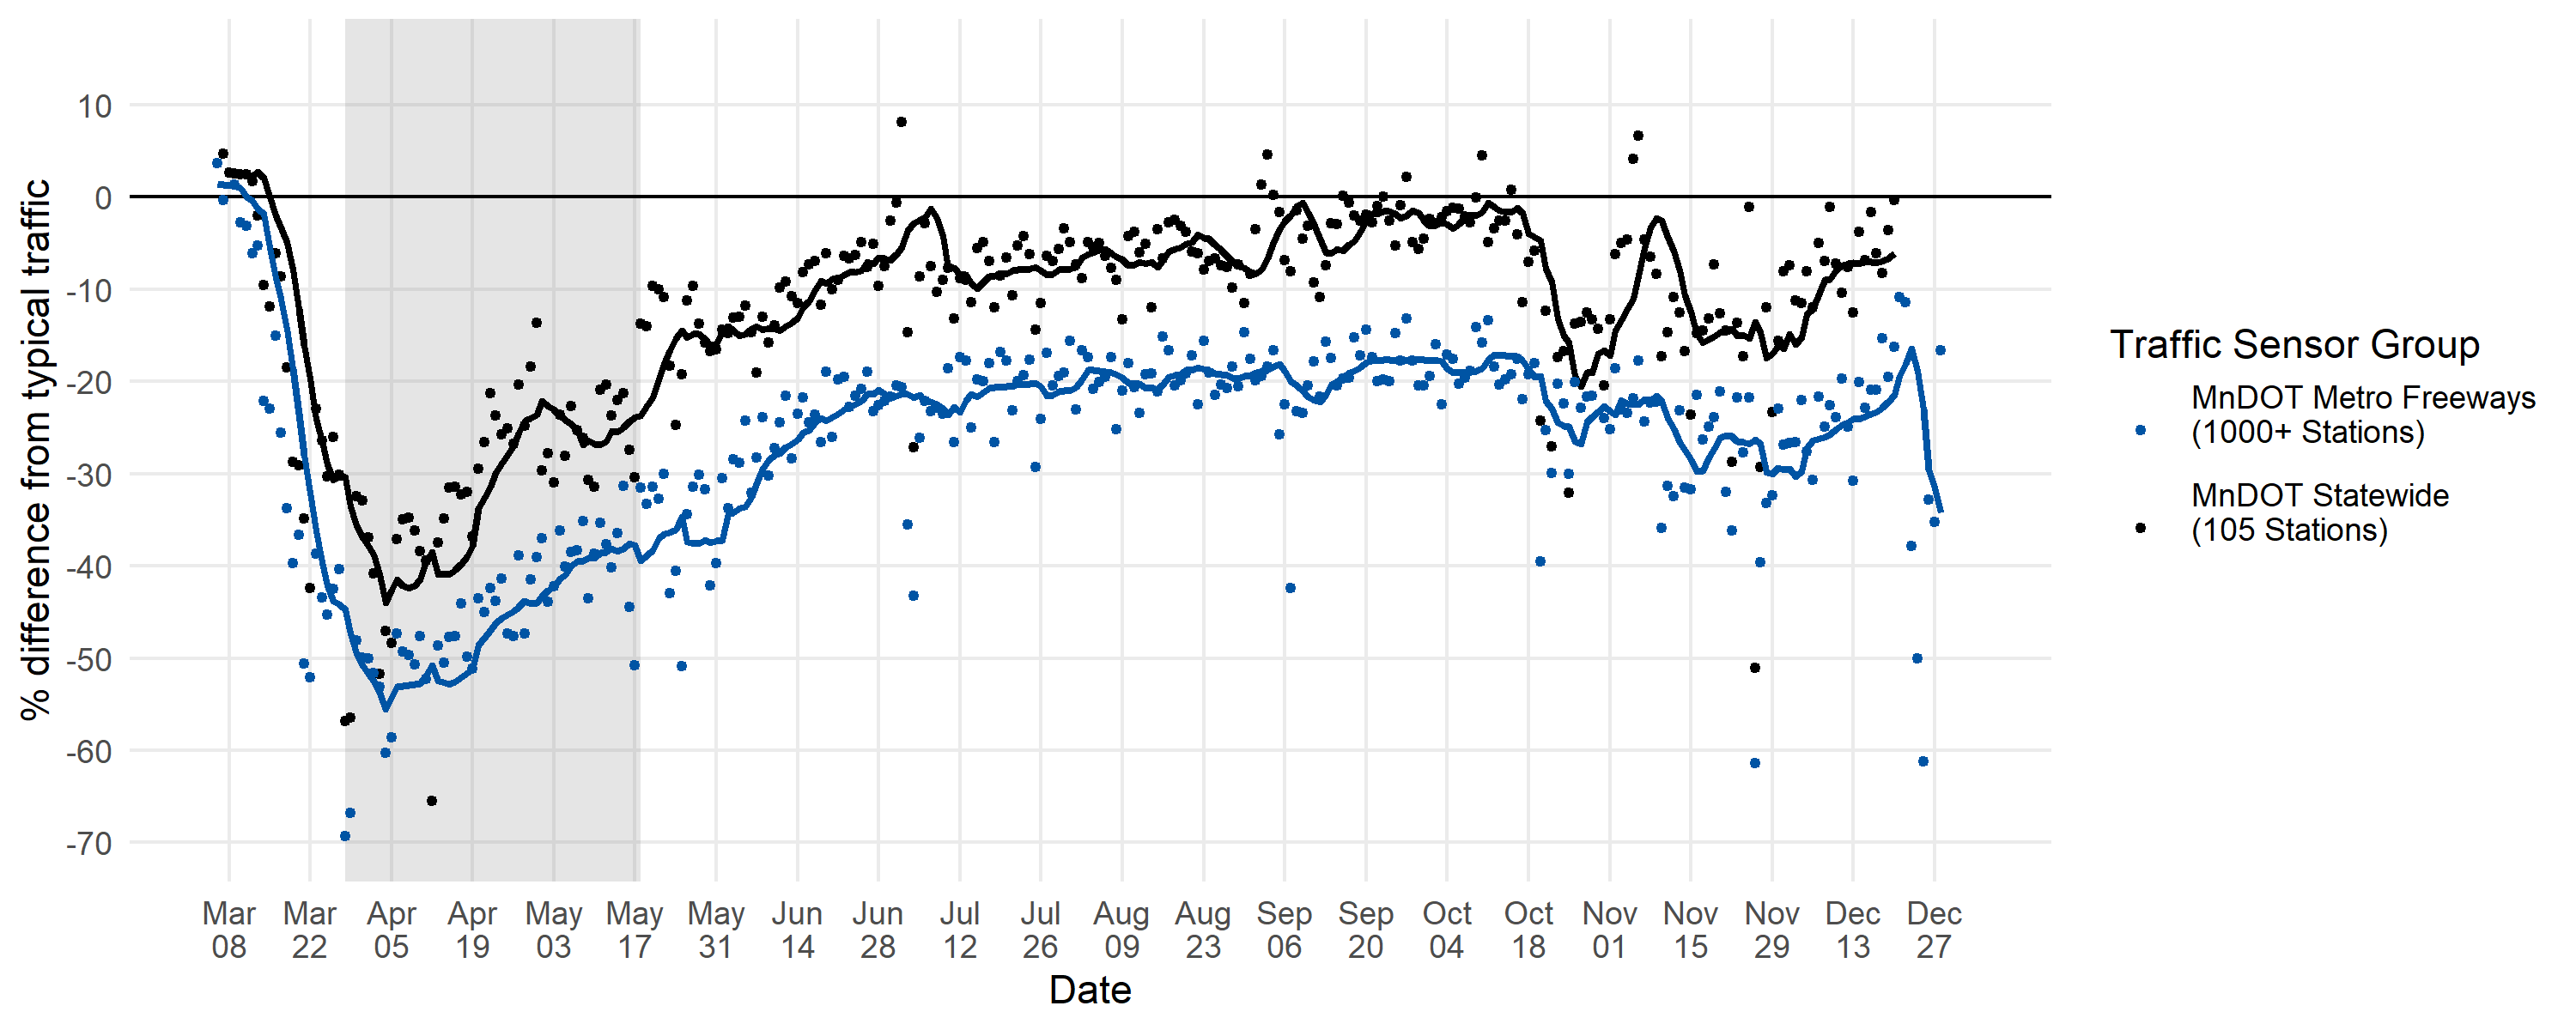 % difference from typical traffic
10
0
-10
-20
-30
-40
-50
-60
-70
Mar Mar Apr Apr May May May Jun Jun Jul Jul Aug Aug Sep Sep Oct Oct Nov Nov Nov Dec Dec
08 22 05 19 03 17 31 14 28 12 26 09 23 06 20 04 18 01 15 29 13 27
Date
Traffic Sensor Group
MnDOT Metro Freeways
(1000+ Stations)
MnDOT Statewide
(105 Stations)